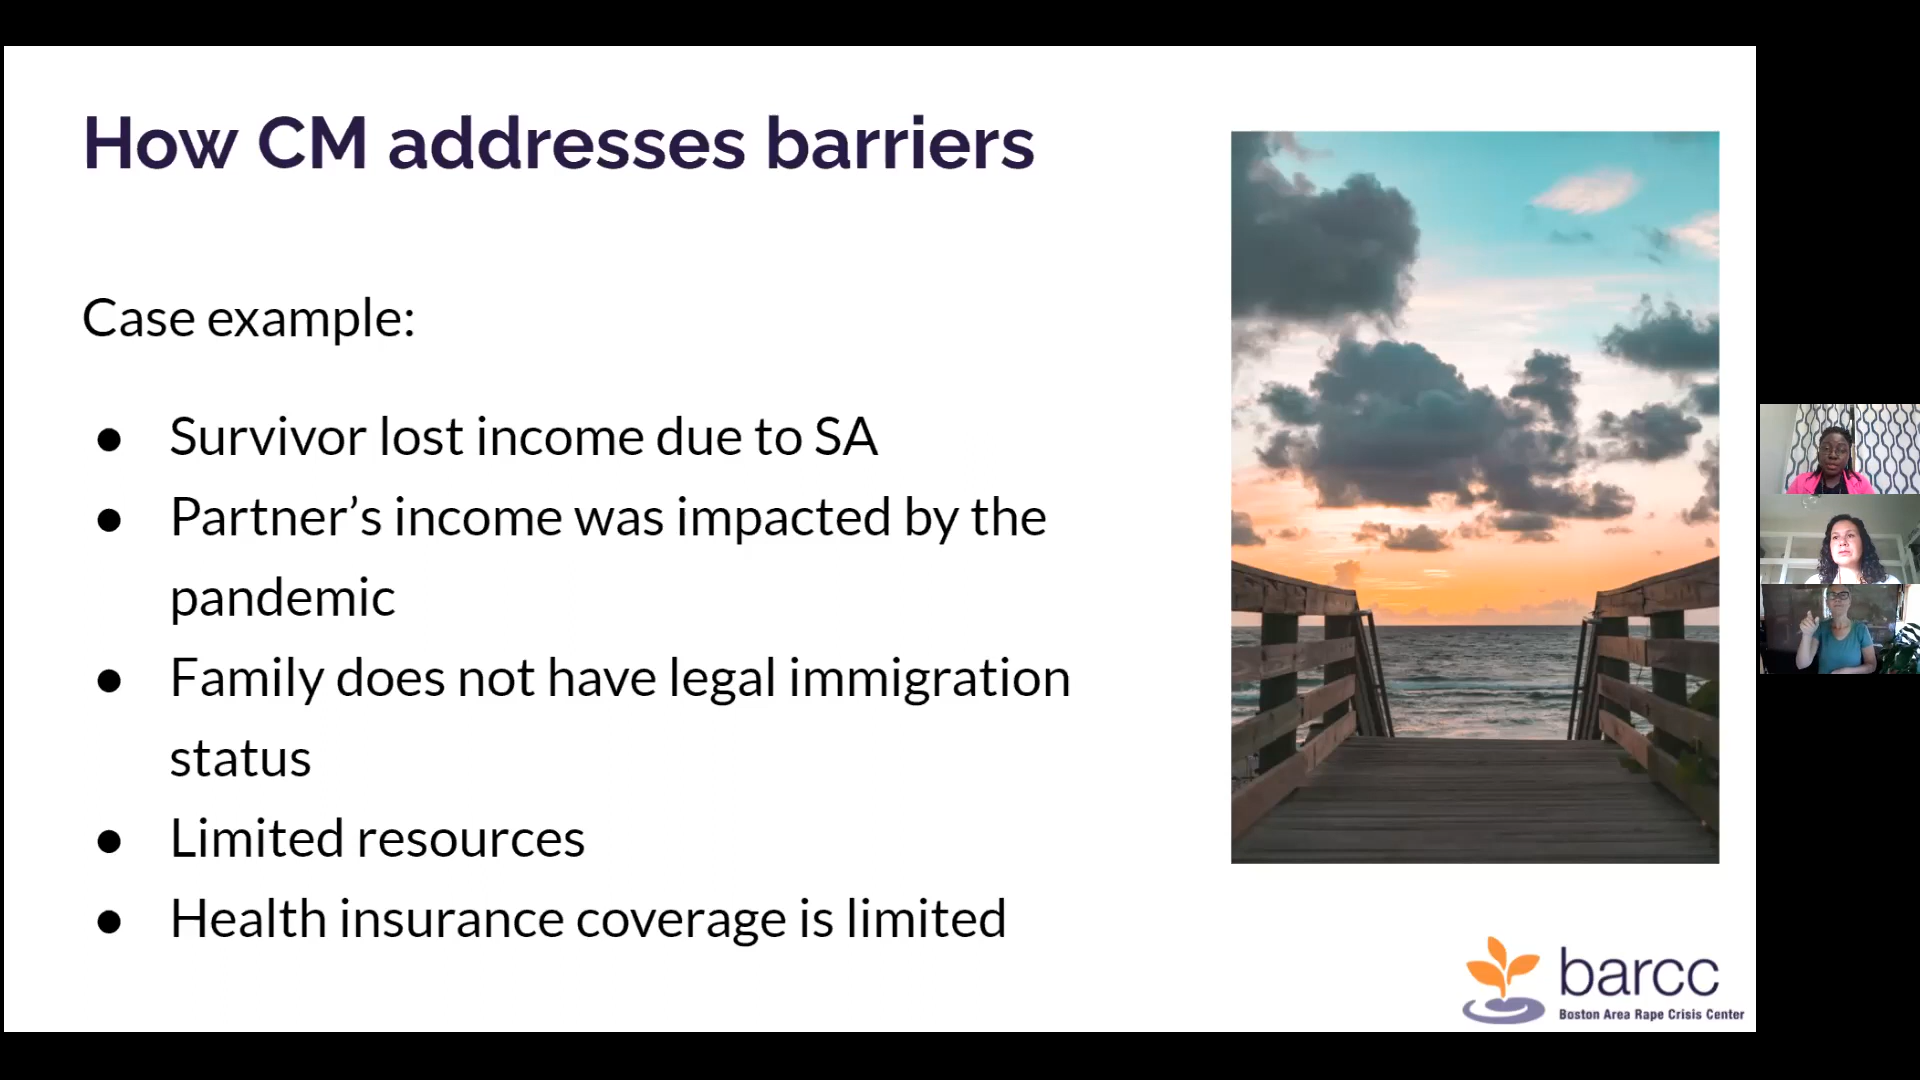 How CM addresses barriers
Case example:
● Survivor lost income due to SA
● Partner’s income was impacted by the
pandemic
● Family does not have legal immigration
status
● Limited resources
● Health insurance coverage is limited
barcc
Boston Area Rape Crisis Center